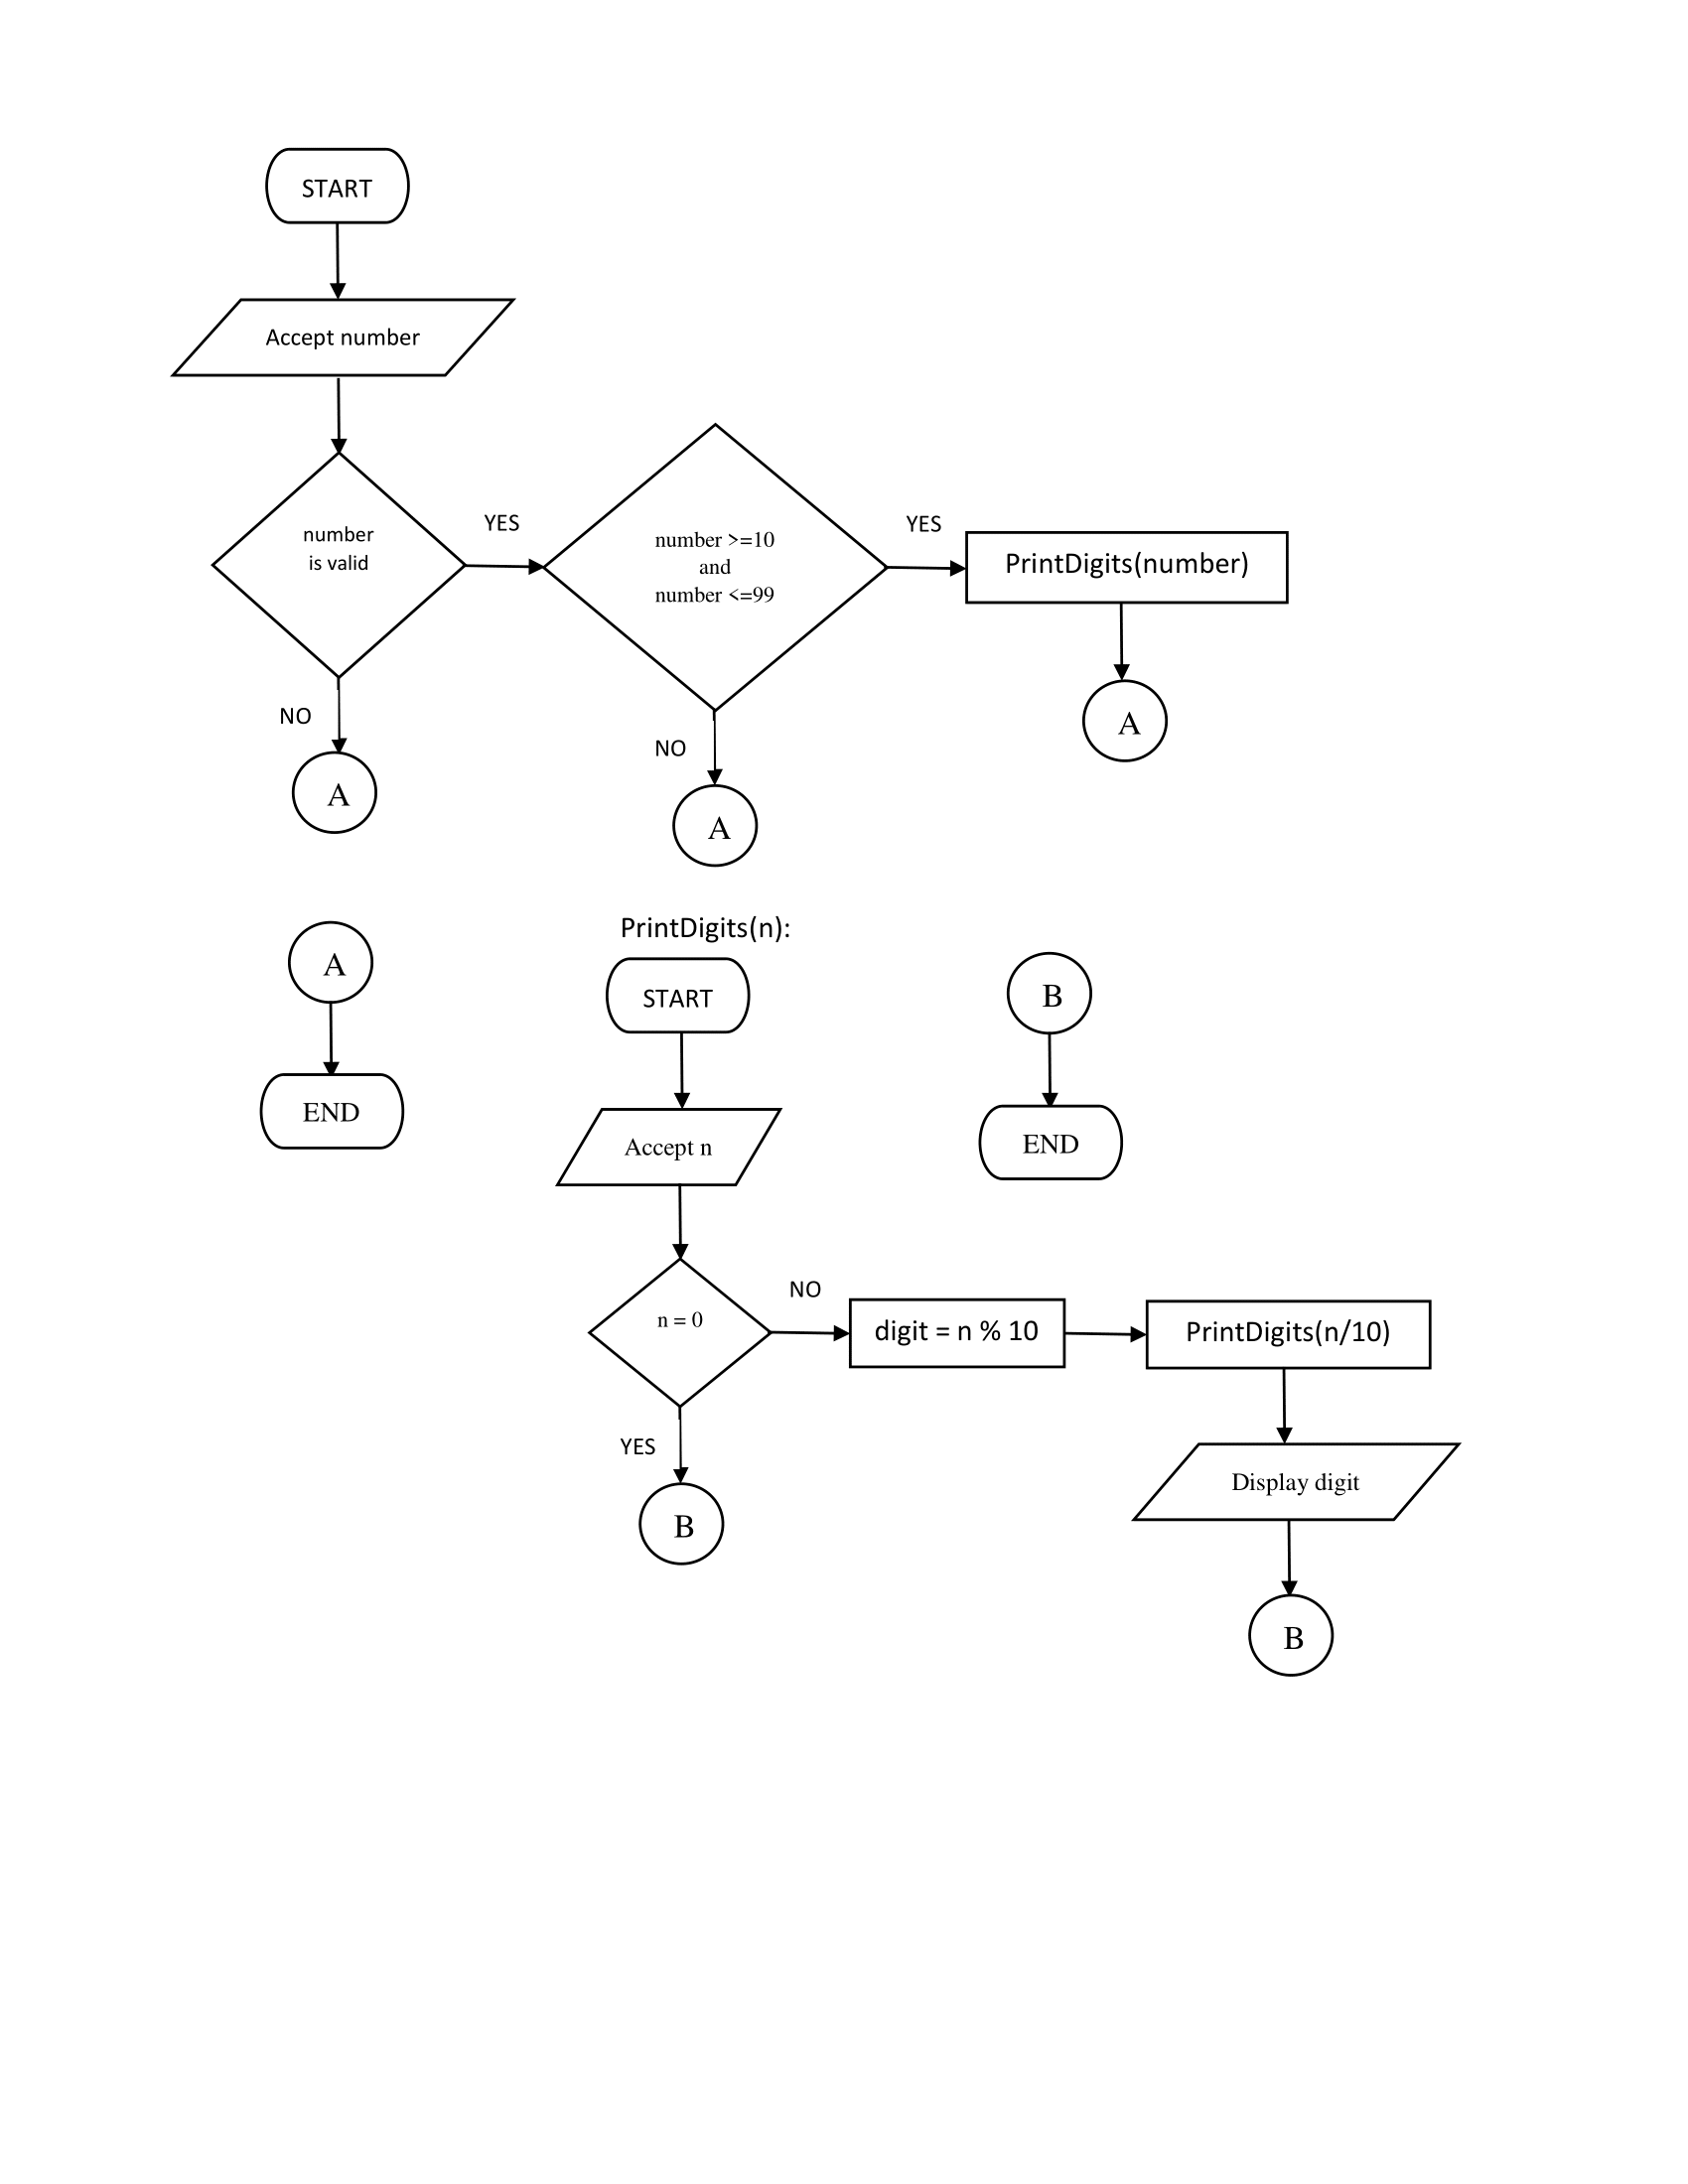 START
Accept number
number
is valid
YES
number >=10
and
number <=99
YES
PrintDigits(number)
A
NO
A
NO
A
PrintDigits(n):
A
START
B
END
Accept n
END
n = 0
NO
digit = n % 10
PrintDigits(n/10)
YES
Display digit
B
B